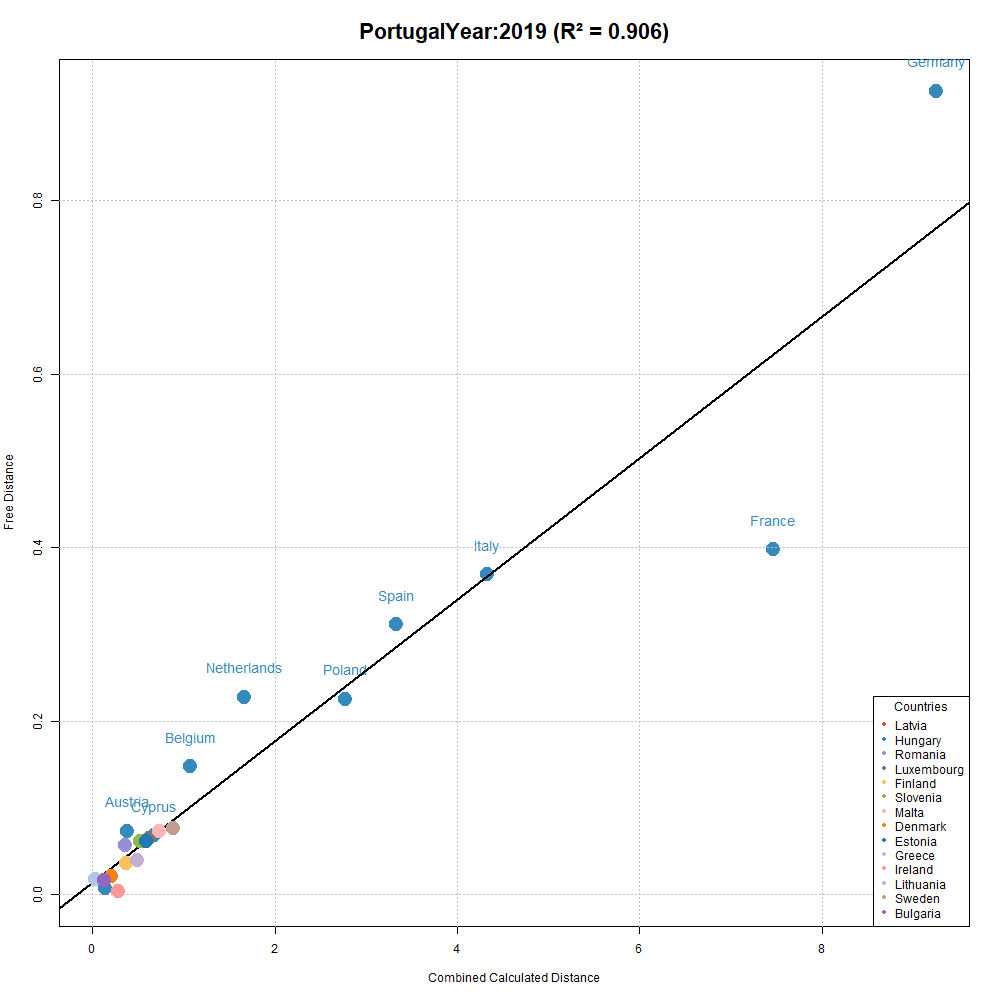 PortugalYear:2019 (R² = 0.906)
Germany
France
Italy
Spain
Netherlands
Poland
Belgium
Austria
Cyprus
Free Distance
0.8
0.6
0.4
0.2
0.0
0
2
4
6
8
Combined Calculated Distance
Countries
Latvia
Hungary
Romania
Luxembourg
Finland
Slovenia
Malta
Denmark
Estonia
Greece
Ireland
Lithuania
Sweden
Bulgaria